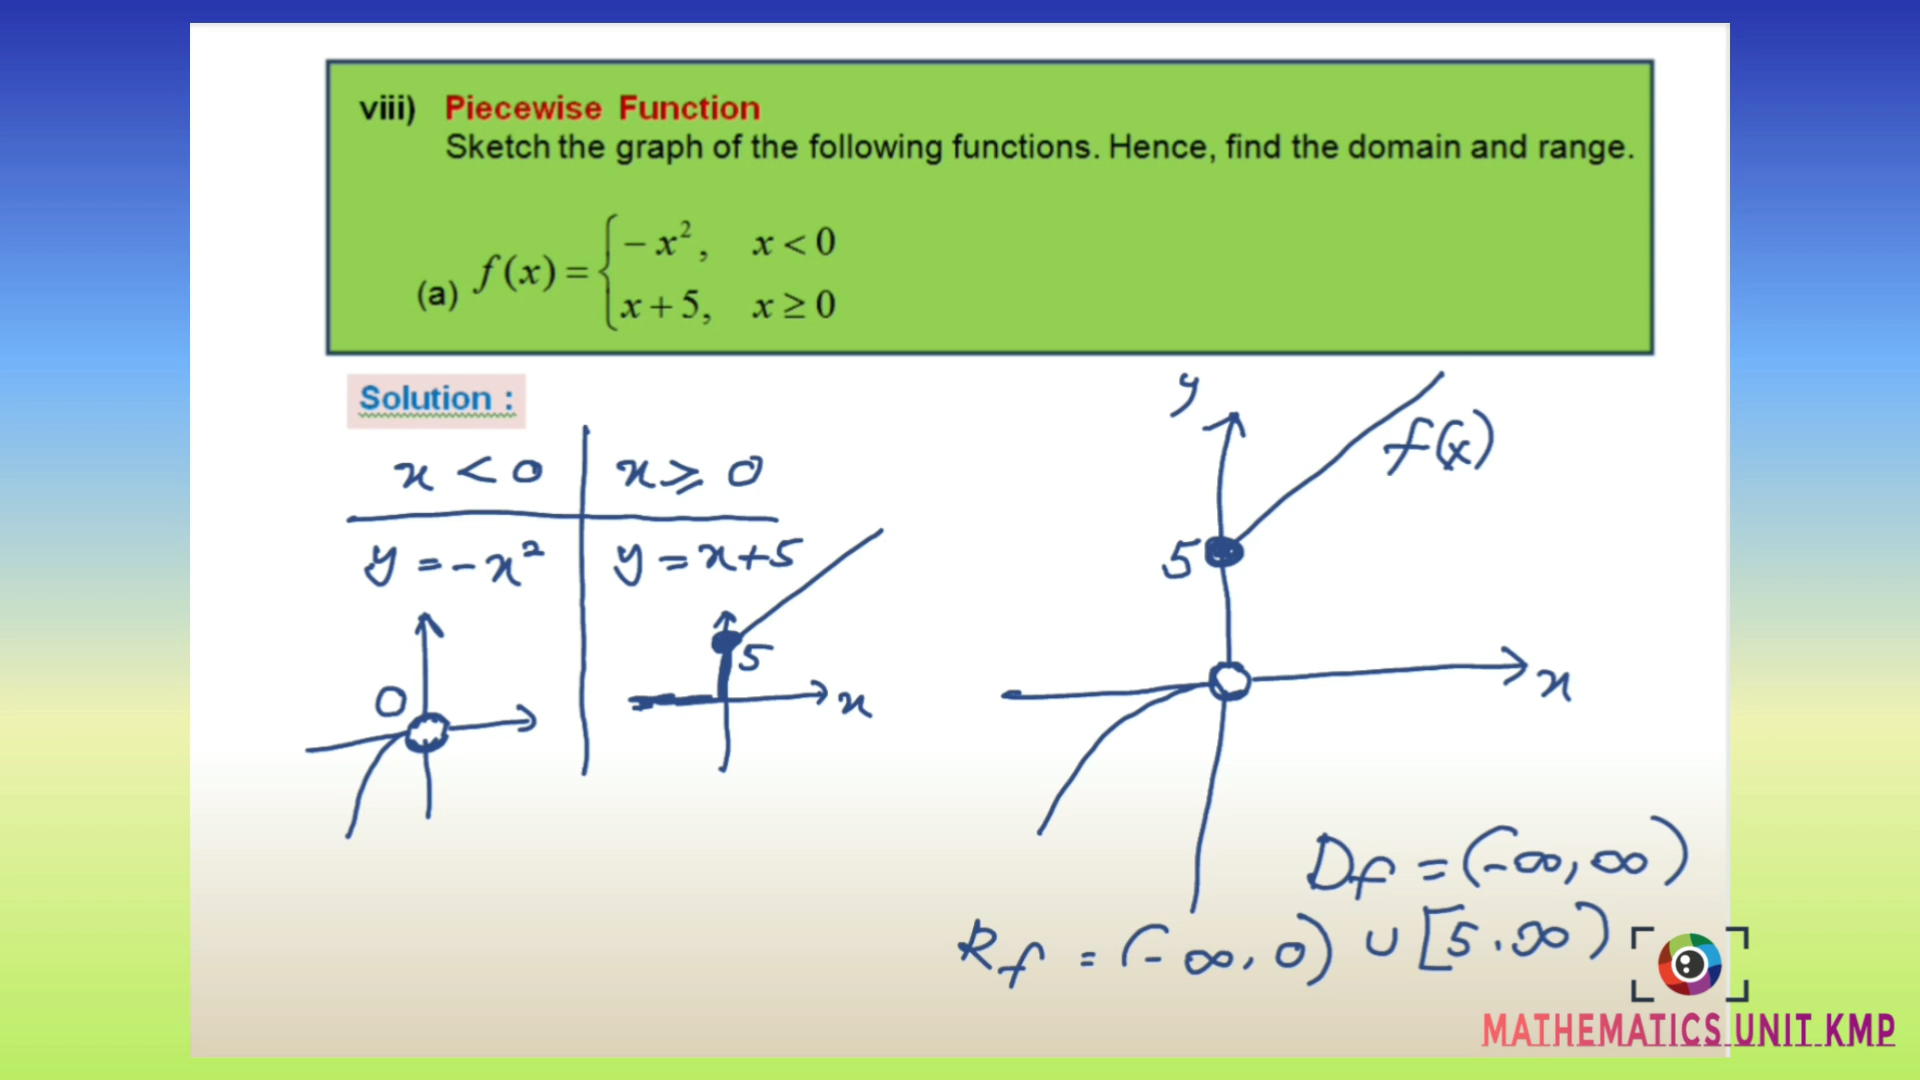 viii) Piecewise Function
Sketch the graph of the following functions. Hence, find the domain and range.
(a) f(x) = { -x², x < 0
x + 5, x ≥ 0
Solution :
x < 0 | x ⩾ 0
y = -x² | y = x+5
0
5
x
y
f(x)
5
x
Df = (-∞, ∞)
Rf = (-∞, 0) ∪ [5, ∞)
MATHEMATICS UNIT KMP